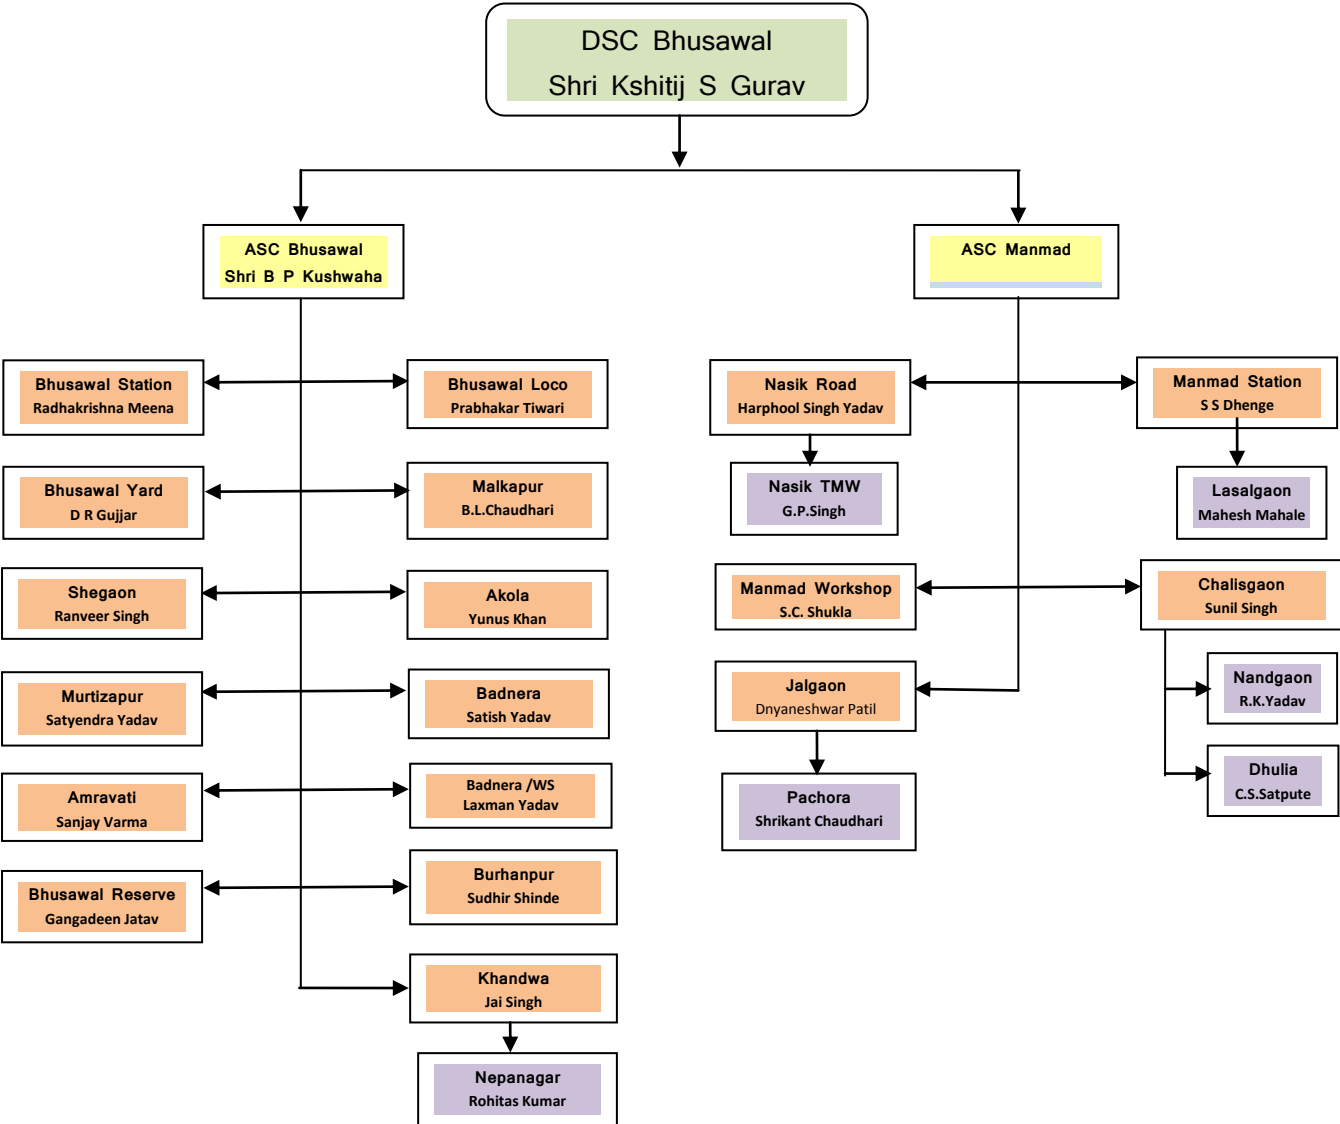 DSC Bhusawal
Shri Kshitij S Gurav
ASC Bhusawal
Shri B P Kushwaha
ASC Manmad
Bhusawal Station
Radhakrishna Meena
Bhusawal Loco
Prabhakar Tiwari
Nasik Road
Harphool Singh Yadav
Manmad Station
S S Dhenge
Bhusawal Yard
D R Gujjar
Malkapur
B.L.Chaudhari
Nasik TMW
G.P.Singh
Lasalgaon
Mahesh Mahale
Shegaon
Ranveer Singh
Akola
Yunus Khan
Manmad Workshop
S.C. Shukla
Chalisgaon
Sunil Singh
Murtizapur
Satyendra Yadav
Badnera
Satish Yadav
Jalgaon
Dnyaneshwar Patil
Nandgaon
R.K.Yadav
Amravati
Sanjay Varma
Badnera /WS
Laxman Yadav
Pachora
Shrikant Chaudhari
Dhulia
C.S.Satpute
Bhusawal Reserve
Gangadeen Jatav
Burhanpur
Sudhir Shinde
Khandwa
Jai Singh
Nepanagar
Rohitas Kumar